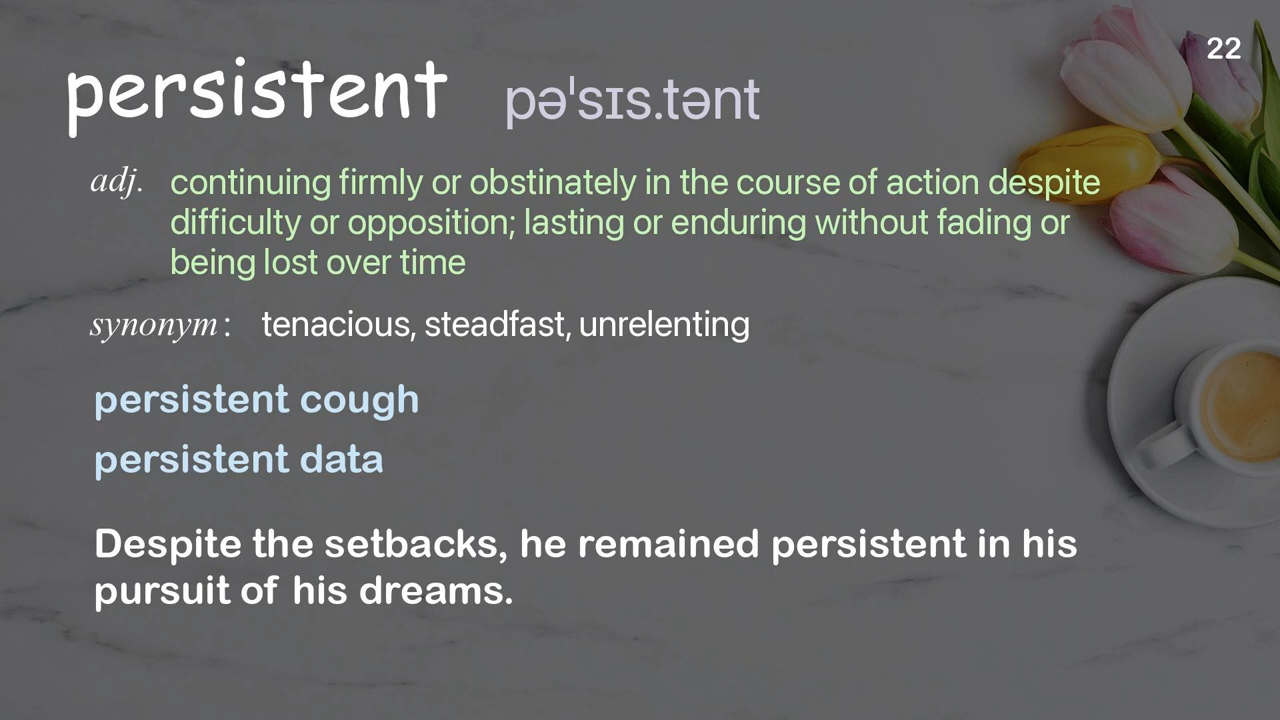 22
persistent pəˈsɪs.tənt
adj. continuing firmly or obstinately in the course of action despite
difficulty or opposition; lasting or enduring without fading or
being lost over time
synonym: tenacious, steadfast, unrelenting
persistent cough
persistent data
Despite the setbacks, he remained persistent in his
pursuit of his dreams.